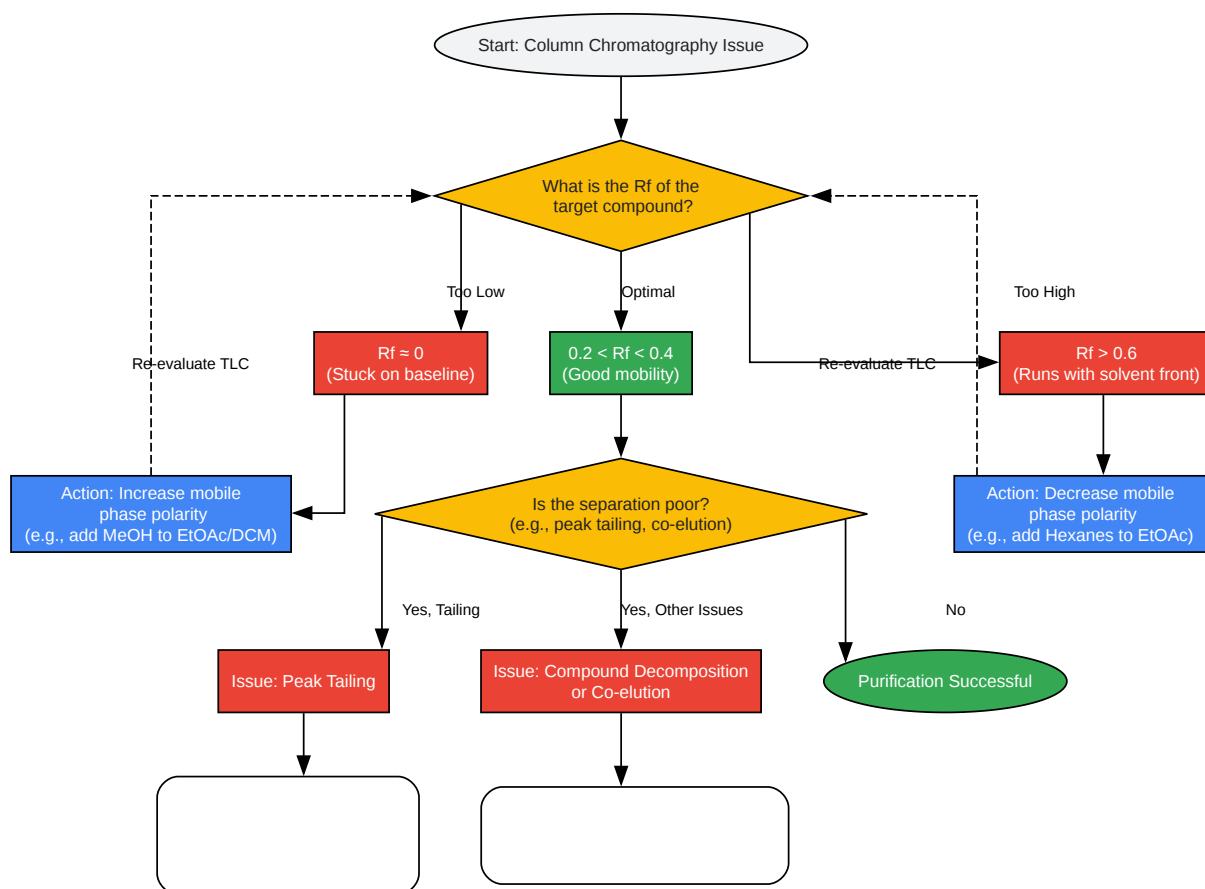 Start: Column Chromatography Issue
What is the Rf of the
target compound?
Too Low
Optimal
Too High
Re-evaluate TLC
Rf ≈ 0
(Stuck on baseline)
0.2 < Rf < 0.4
(Good mobility)
Re-evaluate TLC
Rf > 0.6
(Runs with solvent front)
Action: Increase mobile
phase polarity
(e.g., add MeOH to EtOAc/DCM)
Is the separation poor?
(e.g., peak tailing, co-elution)
Action: Decrease mobile
phase polarity
(e.g., add Hexanes to EtOAc)
Yes, Tailing
Yes, Other Issues
No
Issue: Peak Tailing
Issue: Compound Decomposition
or Co-elution
Purification Successful